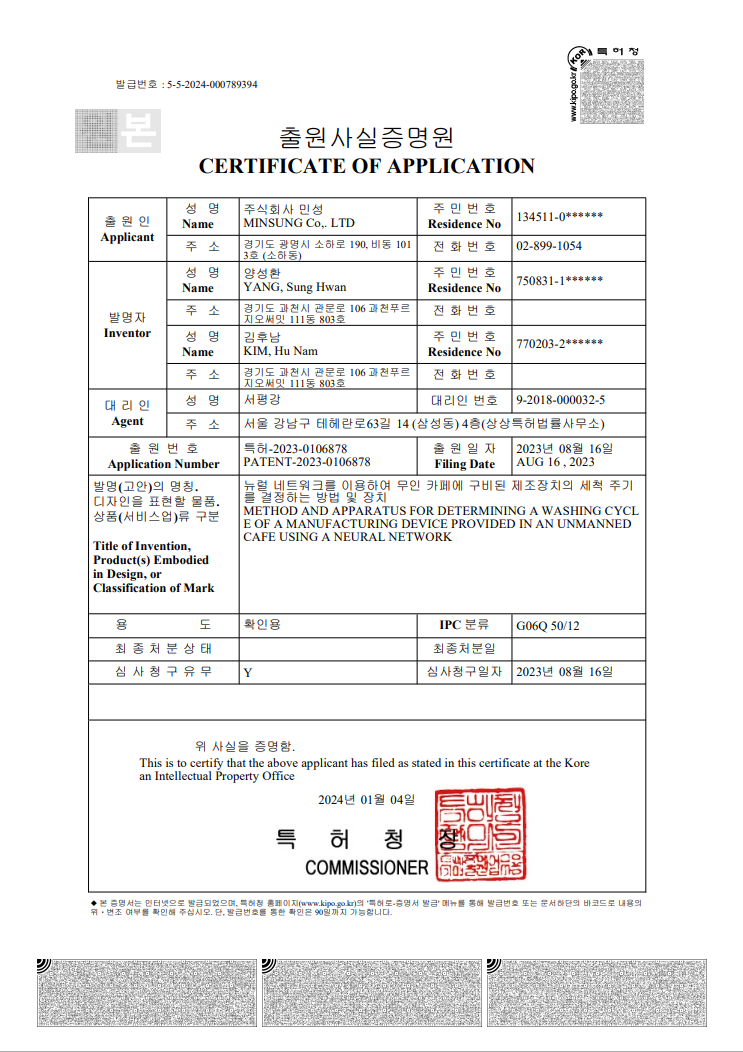 발급번호 : 5-5-2024-000789394
KOR
특허청
www.kipo.go.kr
본
출원사실증명원
CERTIFICATE OF APPLICATION
출 원 인
Applicant
성 명
Name
주식회사 민성
MINSUNG Co,. LTD
주 민 번 호
Residence No
134511-0******
주 소
경기도 광명시 소하로 190, 비동 101
3호 (소하동)
전 화 번 호
02-899-1054
발명자
Inventor
성 명
Name
양성환
YANG, Sung Hwan
주 민 번 호
Residence No
750831-1******
주 소
경기도 과천시 관문로 106 과천푸르
지오써밋 111동 803호
전 화 번 호
성 명
Name
김후남
KIM, Hu Nam
주 민 번 호
Residence No
770203-2******
주 소
경기도 과천시 관문로 106 과천푸르
지오써밋 111동 803호
전 화 번 호
대 리 인
Agent
성 명
서평강
대리인 번호
9-2018-000032-5
주 소
서울 강남구 테헤란로63길 14 (삼성동) 4층(상상특허법률사무소)
출 원 번 호
Application Number
특허-2023-0106878
PATENT-2023-0106878
출 원 일 자
Filing Date
2023년 08월 16일
AUG 16 , 2023
발명(고안)의 명칭.
디자인을 표현할 물품.
상품(서비스업)류 구분
Title of Invention,
Product(s) Embodied
in Design, or
Classification of Mark
뉴럴 네트워크를 이용하여 무인 카페에 구비된 제조장치의 세척 주기
를 결정하는 방법 및 장치
METHOD AND APPARATUS FOR DETERMINING A WASHING CYCL
E OF A MANUFACTURING DEVICE PROVIDED IN AN UNMANNED
CAFE USING A NEURAL NETWORK
용 도
확인용
IPC 분류
G06Q 50/12
최 종 처 분 상 태
최종처분일
심 사 청 구 유 무
Y
심사청구일자
2023년 08월 16일
위 사실을 증명함.
This is to certify that the above applicant has filed as stated in this certificate at the Kore
an Intellectual Property Office
2024년 01월 04일
특 허 청 장
COMMISSIONER
◆ 본 증명서는 인터넷으로 발급되었으며, 특허청 홈페이지(www.kipo.go.kr)의 '특허로-증명서 발급' 메뉴를 통해 발급번호 또는 문서하단의 바코드로 내용의
위・변조 여부를 확인해 주십시오. 단, 발급번호를 통한 확인은 90일까지 가능합니다.